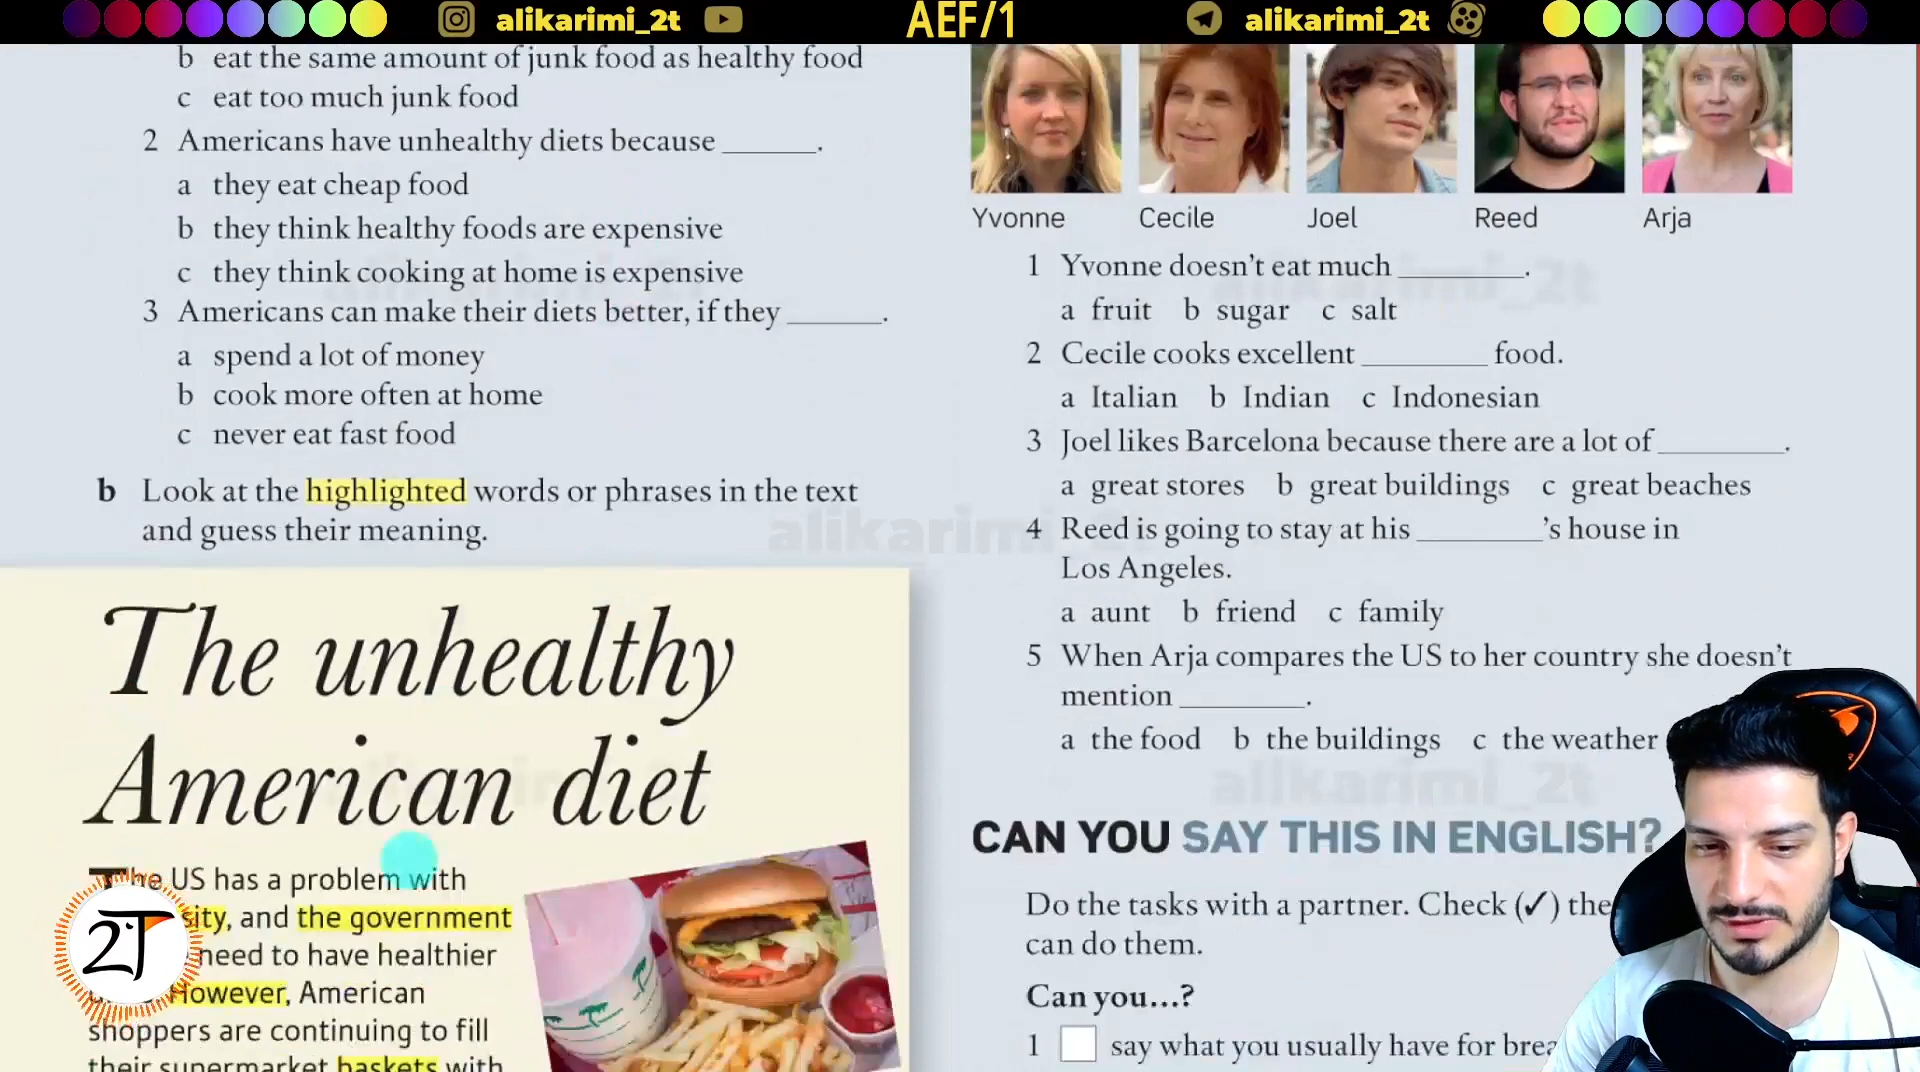 alikarimi_2t
AEF/1
alikarimi_2t
b eat the same amount of junk food as healthy food
c eat too much junk food
2 Americans have unhealthy diets because ______.
a they eat cheap food
b they think healthy foods are expensive
c they think cooking at home is expensive
3 Americans can make their diets better, if they ______.
a spend a lot of money
b cook more often at home
c never eat fast food
b Look at the highlighted words or phrases in the text
and guess their meaning.
The unhealthy
American diet
The US has a problem with
sity, and the government
need to have healthier
However, American
shoppers are continuing to fill
their supermarket baskets with
2T
Yvonne Cecile Joel Reed Arja
1 Yvonne doesn't eat much ________.
a fruit b sugar c salt
2 Cecile cooks excellent ________ food.
a Italian b Indian c Indonesian
3 Joel likes Barcelona because there are a lot of ________.
a great stores b great buildings c great beaches
4 Reed is going to stay at his ________'s house in
Los Angeles.
a aunt b friend c family
5 When Arja compares the US to her country she doesn't
mention ________.
a the food b the buildings c the weather
CAN YOU SAY THIS IN ENGLISH?
Do the tasks with a partner. Check (✓) the
can do them.
Can you...?
1 say what you usually have for brea
alikarimi_2t
alikarimi_2t
alikarimi_2t